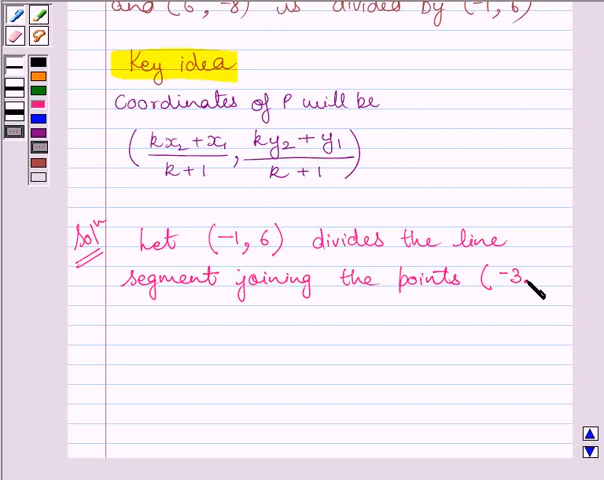 and (6, -8) is divided by (-1, 6)
Key idea
Coordinates of P will be
( kx₂ + x₁ / k + 1 , ky₂ + y₁ / k + 1 )
Solⁿ Let (-1, 6) divides the line
segment joining the points (-3,